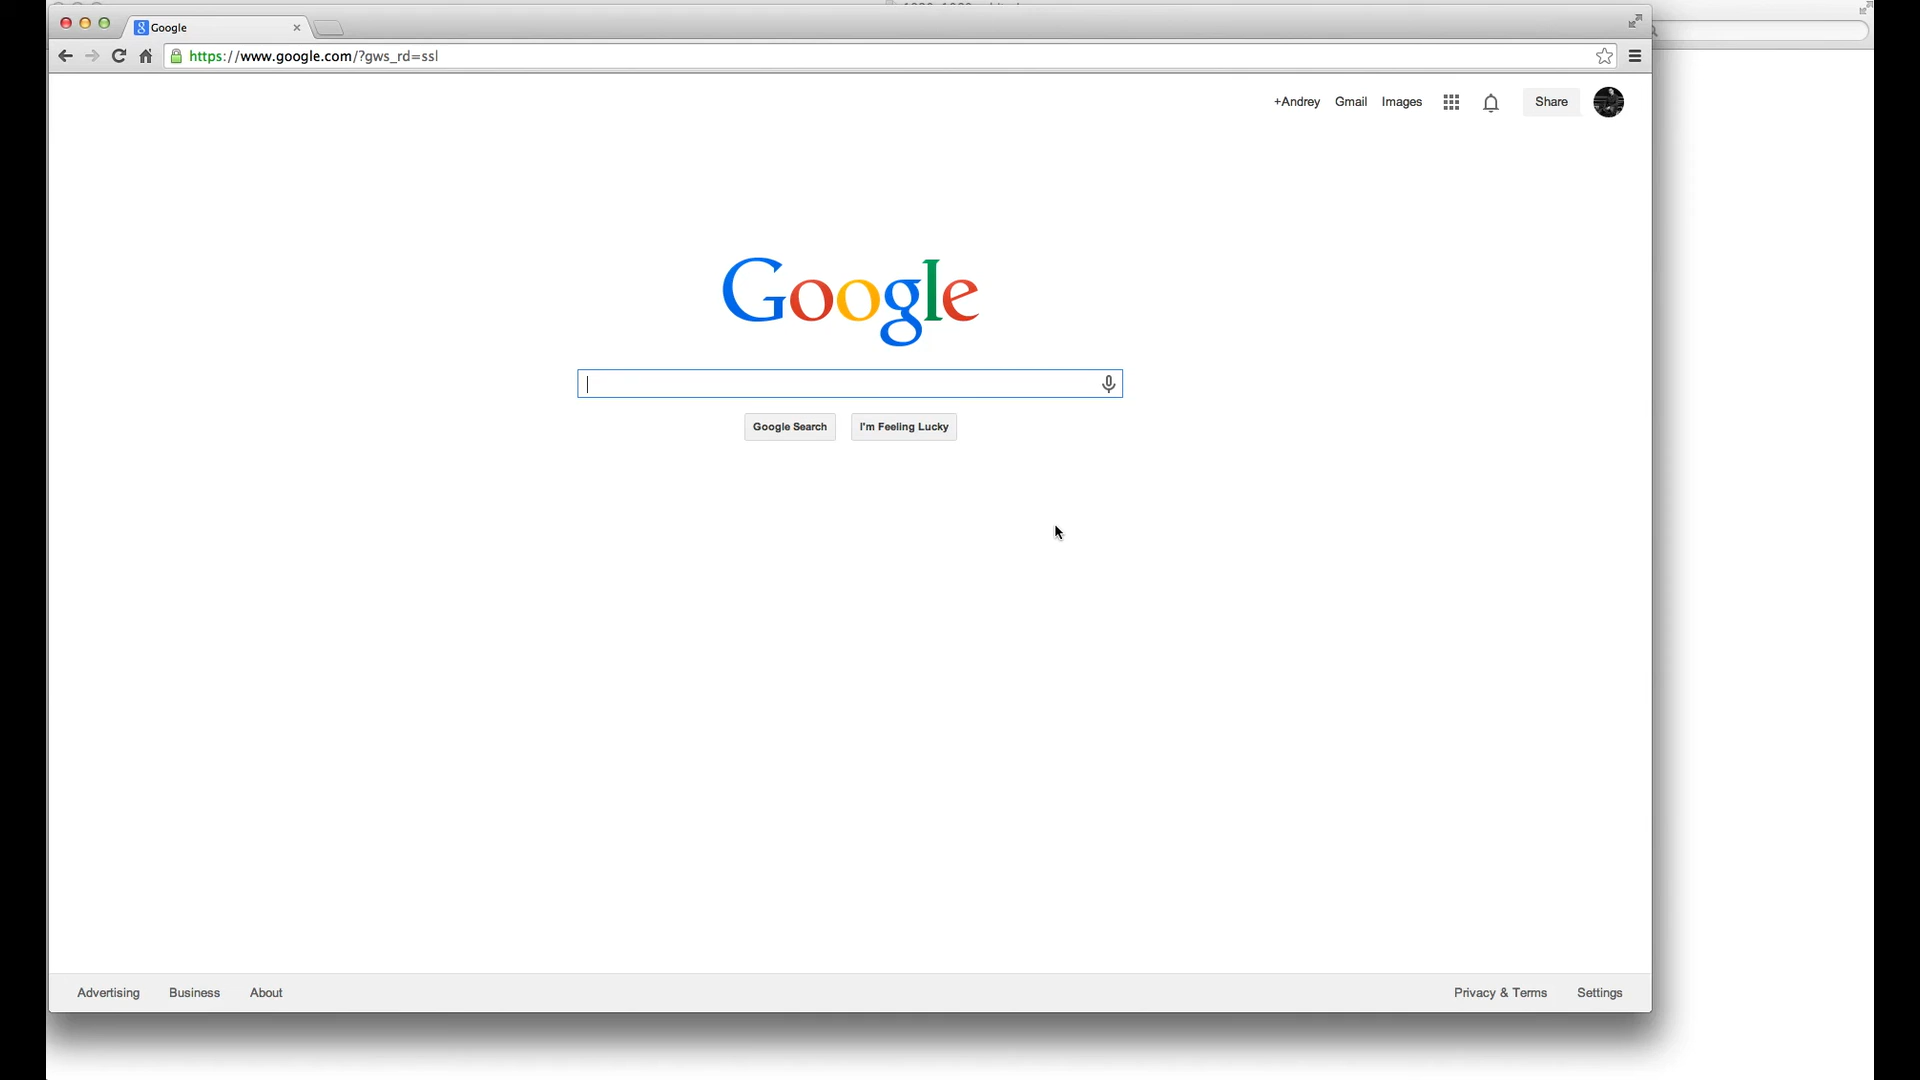 Google
https://www.google.com/?gws_rd=ssl
+Andrey Gmail Images Share
Google
Google Search I'm Feeling Lucky
Advertising Business About Privacy & Terms Settings